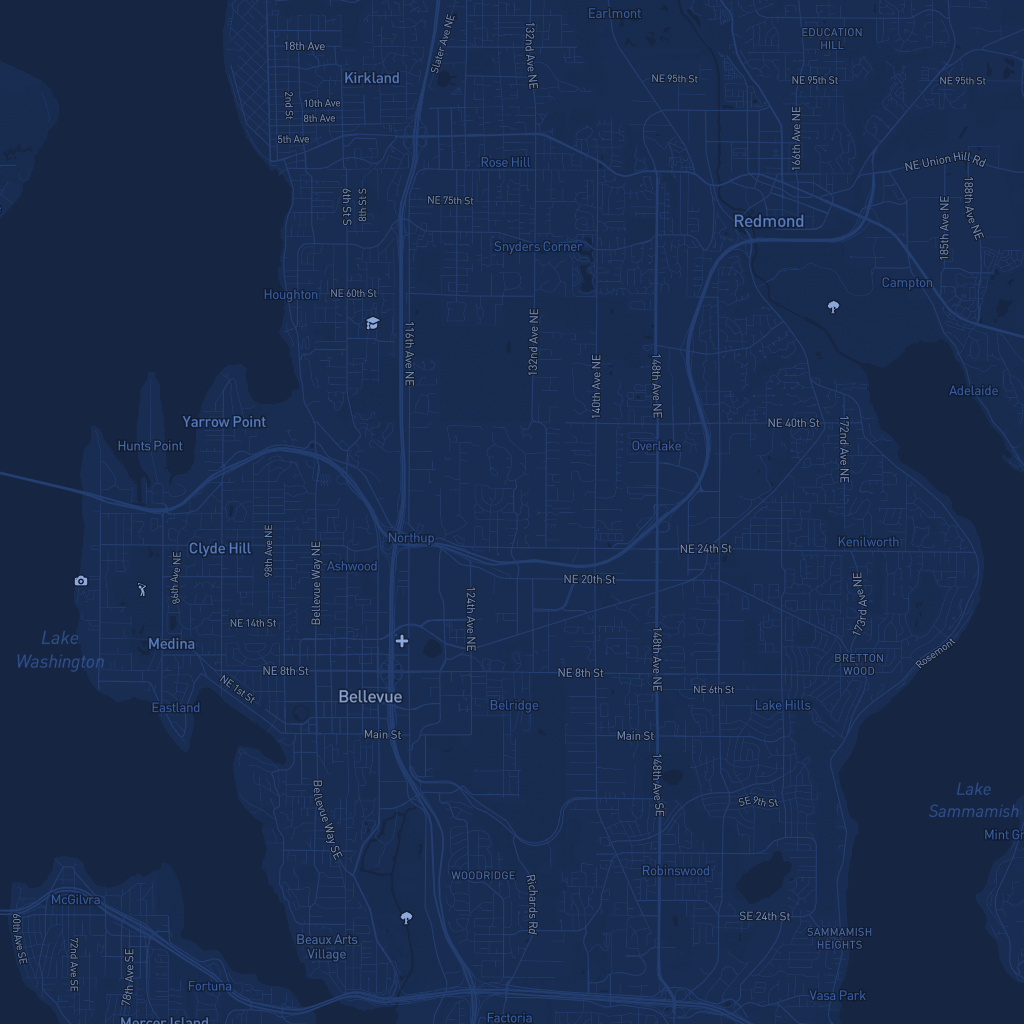 Earlmont
EDUCATION
HILL
18th Ave
Slater Ave NE
132nd Ave NE
Kirkland
NE 95th St
NE 95th St
NE 95th St
2nd St
10th Ave
8th Ave
5th Ave
166th Ave NE
Rose Hill
NE Union Hill Rd
6th St S
8th St S
NE 75th St
185th Ave NE
188th Ave NE
Redmond
Snyders Corner
Campton
Houghton
NE 60th St
116th Ave NE
132nd Ave NE
140th Ave NE
148th Ave NE
Adelaide
Yarrow Point
NE 40th St
172nd Ave NE
Hunts Point
Overlake
Northup
Kenilworth
Clyde Hill
98th Ave NE
NE 24th St
Ashwood
86th Ave NE
Bellevue Way NE
NE 20th St
124th Ave NE
173rd Ave NE
NE 14th St
Lake
Washington
Medina
148th Ave NE
Rosemont
BRETTON
WOOD
NE 8th St
NE 8th St
NE 1st St
NE 6th St
Bellevue
Eastland
Belridge
Lake Hills
Main St
Main St
148th Ave SE
Bellevue Way SE
Lake
Sammamish
SE 9th St
Mint Gr
WOODRIDGE
Robinswood
Richards Rd
McGilvra
60th Ave SE
SE 24th St
72nd Ave SE
78th Ave SE
Beaux Arts
Village
SAMMAMISH
HEIGHTS
Fortuna
Vasa Park
Mercer Island
Factoria